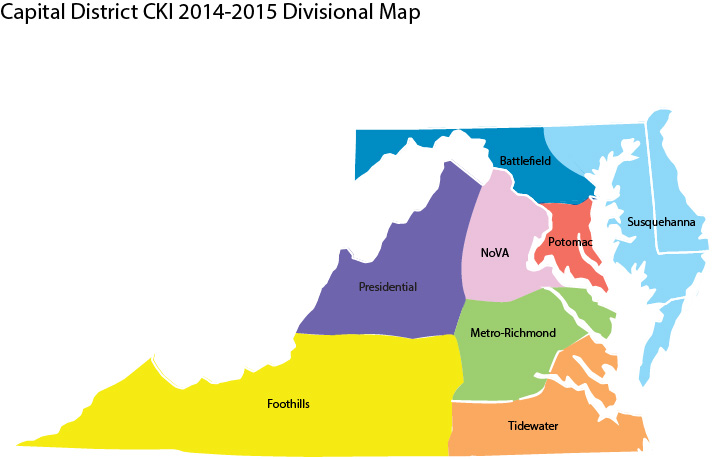 Capital District CKI 2014-2015 Divisional Map
Battlefield
Susquehanna
Potomac
NoVA
Presidential
Metro-Richmond
Foothills
Tidewater